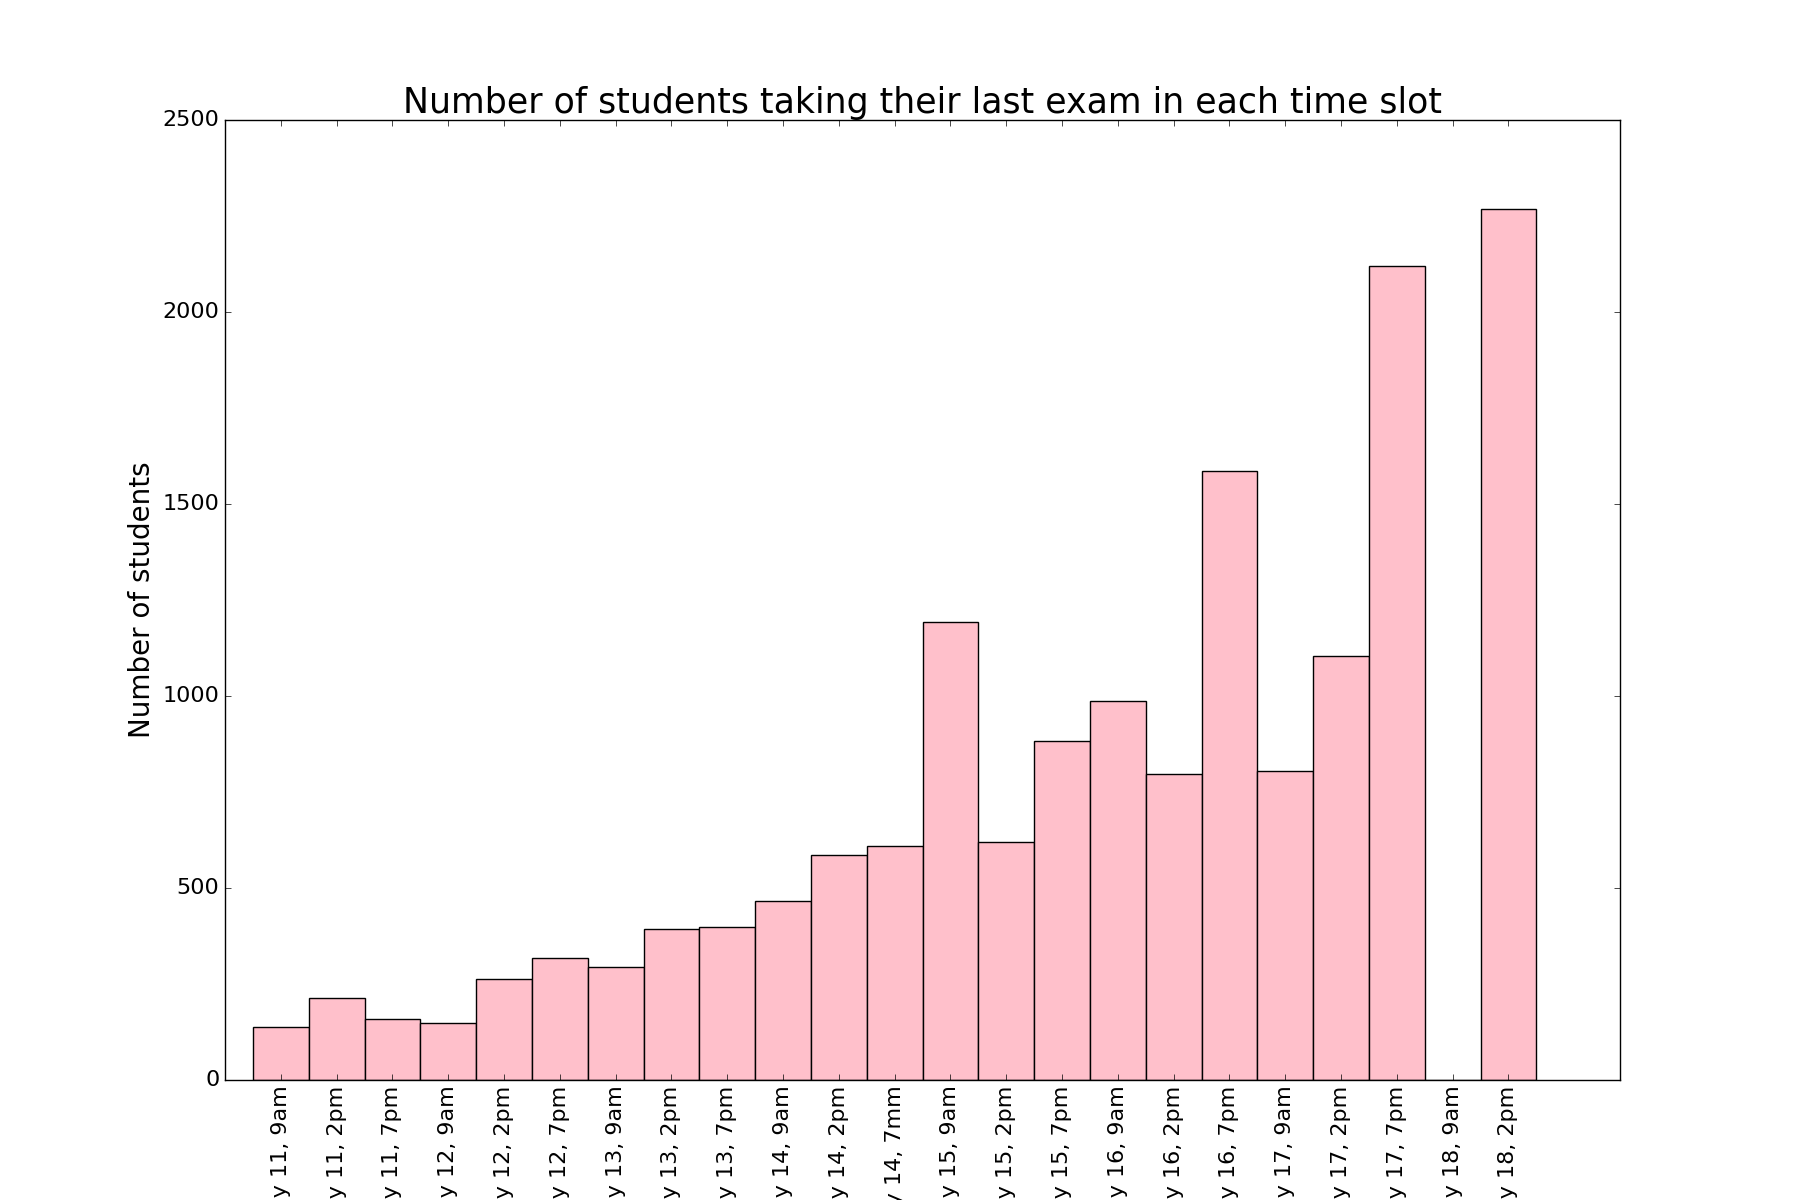 Number of students taking their last exam in each time slot
Number of students
2500
2000
1500
1000
500
0
y 11, 9am
y 11, 2pm
y 11, 7pm
y 12, 9am
y 12, 2pm
y 12, 7pm
y 13, 9am
y 13, 2pm
y 13, 7pm
y 14, 9am
y 14, 2pm
y 14, 7mm
y 15, 9am
y 15, 2pm
y 15, 7pm
y 16, 9am
y 16, 2pm
y 16, 7pm
y 17, 9am
y 17, 2pm
y 17, 7pm
y 18, 9am
y 18, 2pm